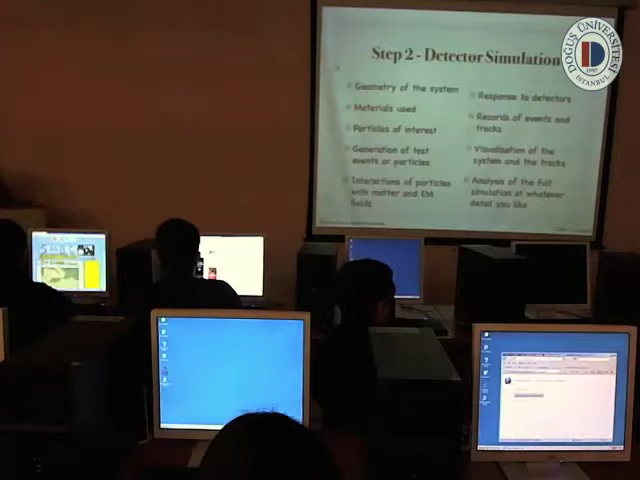 Step 2 - Detector Simulation
Geometry of the system
Materials used
Particles of interest
Generation of test
events or particles
Interactions of particles
with matter and EM
fields
Response to detectors
Records of events and
tracks
Visualization of the
system and the tracks
Analysis of the full
simulation at whatever
detail you like
DOĞUŞ ÜNİVERSİTESİ
1997
İSTANBUL